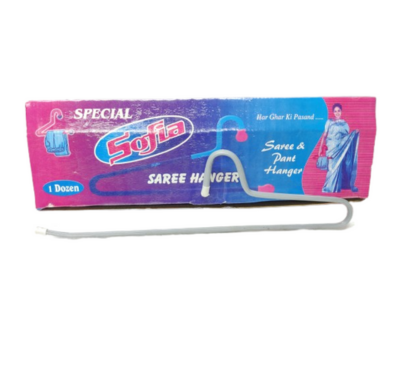 SPECIAL
Sofia
SAREE HANGER
1 Dozen
Har Ghar Ki Pasand ....
Saree &
Pant
Hanger